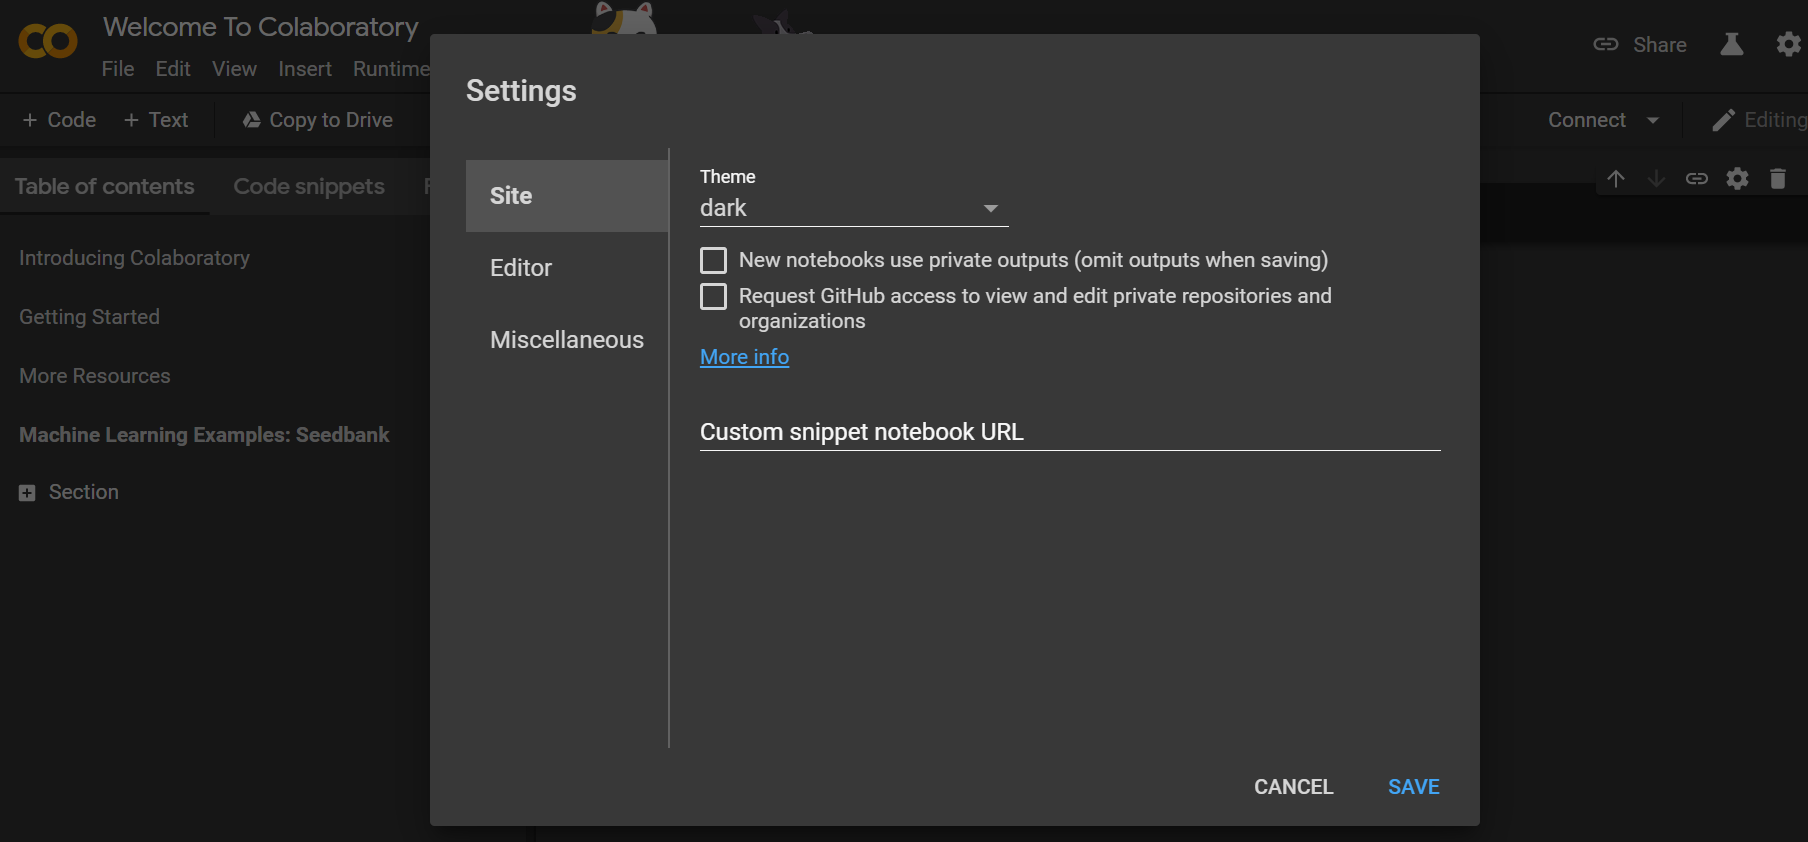 Welcome To Colaboratory
File Edit View Insert Runtime
Share
+ Code + Text Copy to Drive
Connect Editing
Table of contents Code snippets
Introducing Colaboratory
Getting Started
More Resources
Machine Learning Examples: Seedbank
Section
Settings
Site
Editor
Miscellaneous
Theme
dark
New notebooks use private outputs (omit outputs when saving)
Request GitHub access to view and edit private repositories and
organizations
More info
Custom snippet notebook URL
CANCEL SAVE